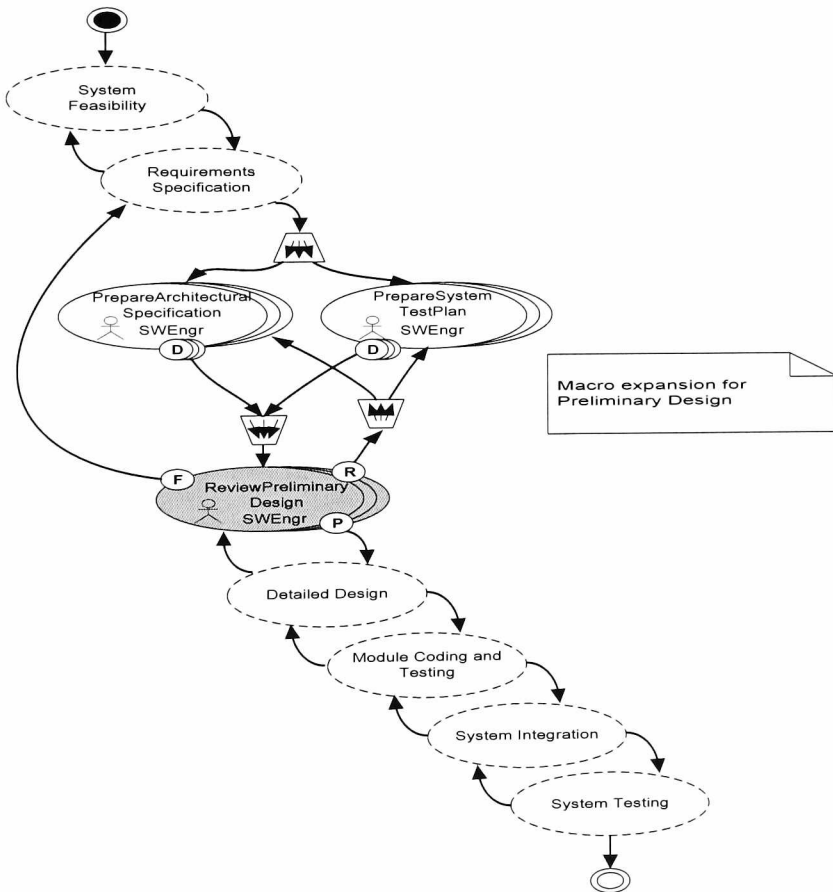 System
Feasibility
Requirements
Specification
PrepareArchitectural
Specification
SWEngr
D
PrepareSystem
TestPlan
SWEngr
D
Macro expansion for
Preliminary Design
F
R
ReviewPreliminary
Design
SWEngr
P
Detailed Design
Module Coding and
Testing
System Integration
System Testing